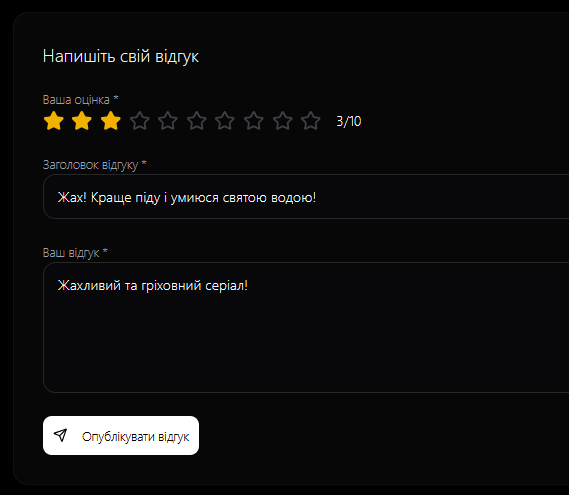 Напишіть свій відгук
Ваша оцінка *
3/10
Заголовок відгуку *
Жах! Краще піду і умиюся святою водою!
Ваш відгук *
Жахливий та гріховний серіал!
Опублікувати відгук